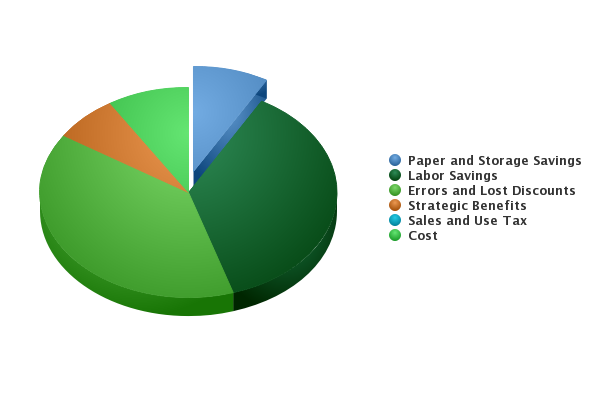 Paper and Storage Savings
Labor Savings
Errors and Lost Discounts
Strategic Benefits
Sales and Use Tax
Cost